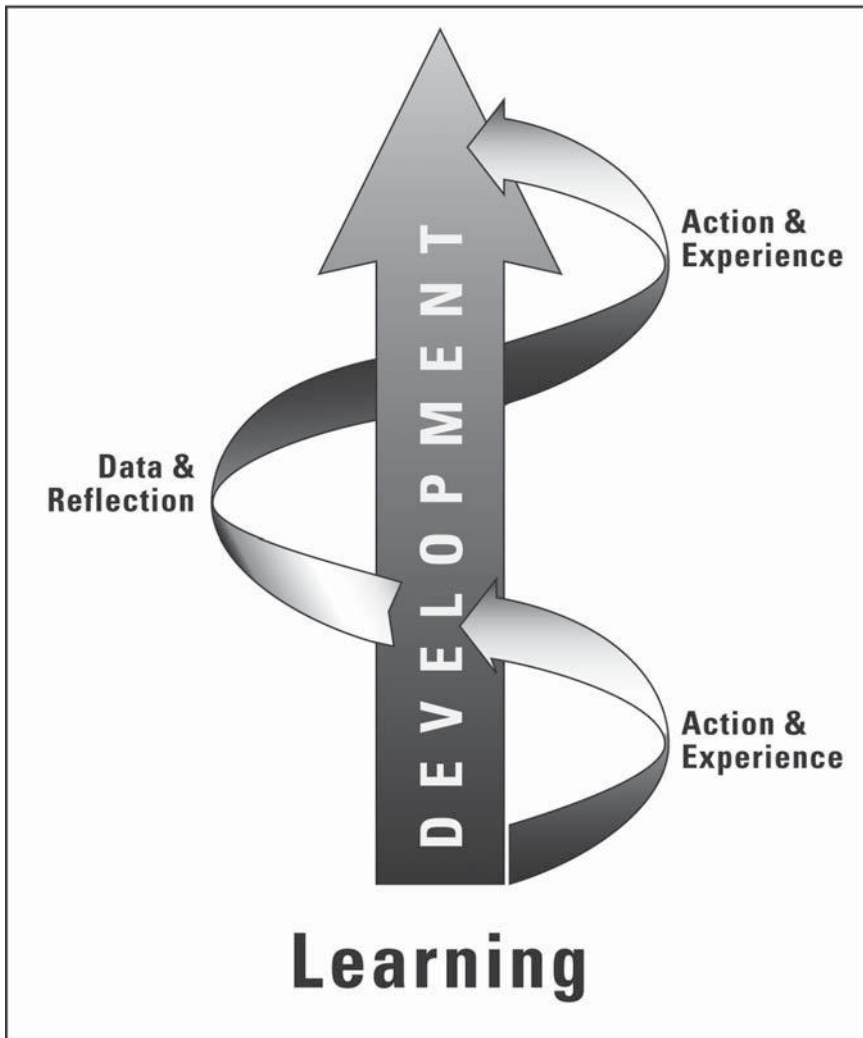 Action &
Experience
DEVELOPMENT
Data &
Reflection
Action &
Experience
Learning